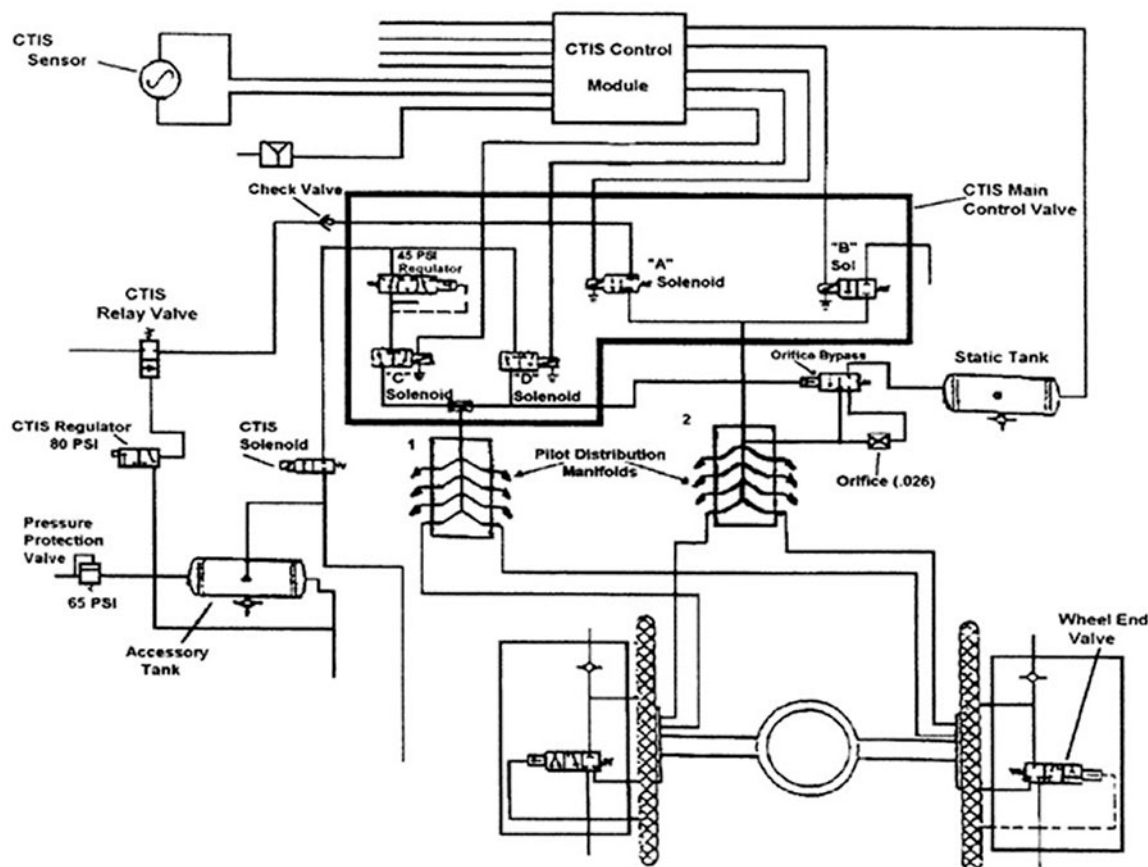 CTIS
Sensor
CTIS Control
Module
Check Valve
CTIS Main
Control Valve
45 PSI
Regulator
"A"
Solenoid
"B"
Sol
CTIS
Relay Valve
"C"
Solenoid
"D"
Solenoid
Orifice Bypass
Static Tank
CTIS Regulator
80 PSI
CTIS
Solenoid
1
2
Pilot Distribution
Manifolds
Orifice (.026)
Pressure
Protection
Valve
65 PSI
Accessory
Tank
Wheel End
Valve